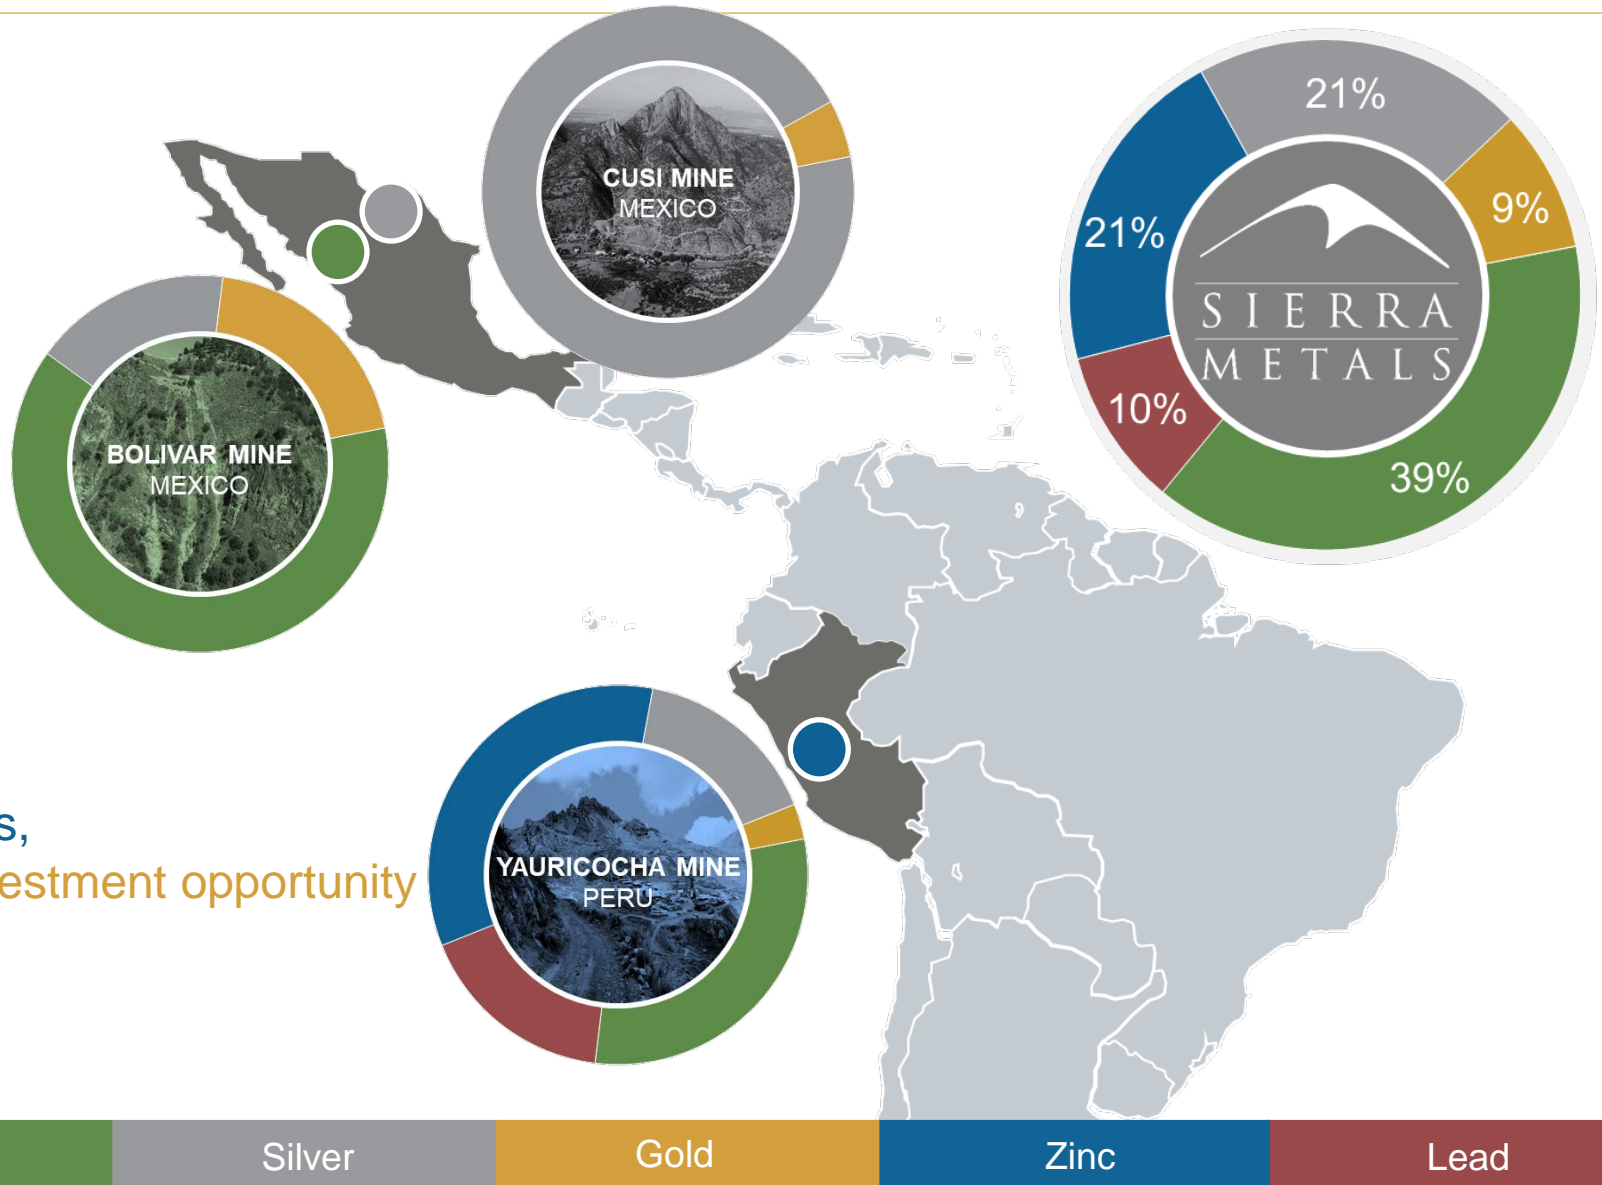 CUSI MINE
MEXICO
21%
9%
21%
10%
39%
SIERRA
METALS
BOLIVAR MINE
MEXICO
YAURICOCHA MINE
PERU
s,
estment opportunity
Silver
Gold
Zinc
Lead